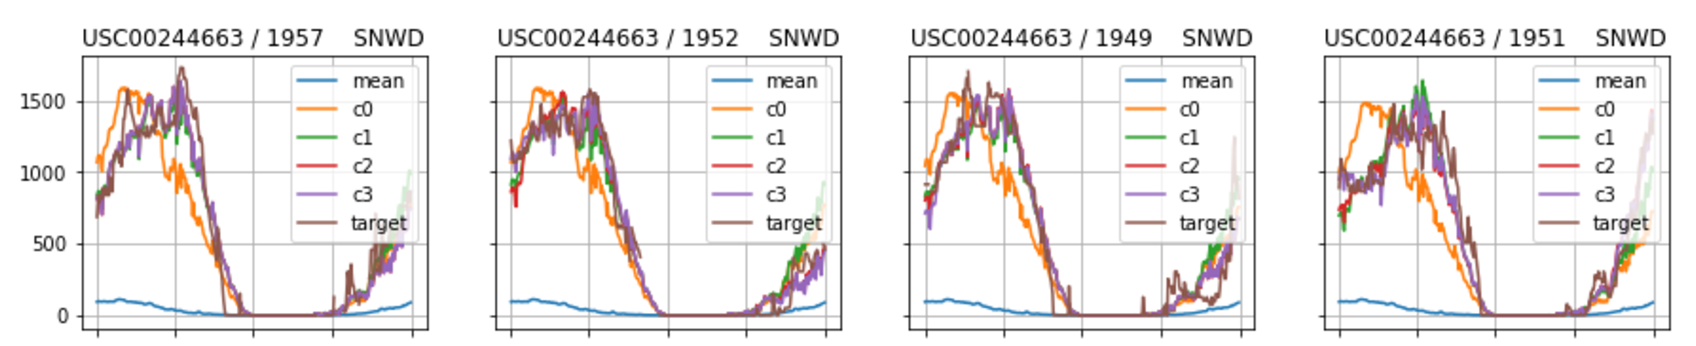 USC00244663 / 1957 SNWD
USC00244663 / 1952 SNWD
USC00244663 / 1949 SNWD
USC00244663 / 1951 SNWD
1500
1000
500
0
mean
c0
c1
c2
c3
target
mean
c0
c1
c2
c3
target
mean
c0
c1
c2
c3
target
mean
c0
c1
c2
c3
target